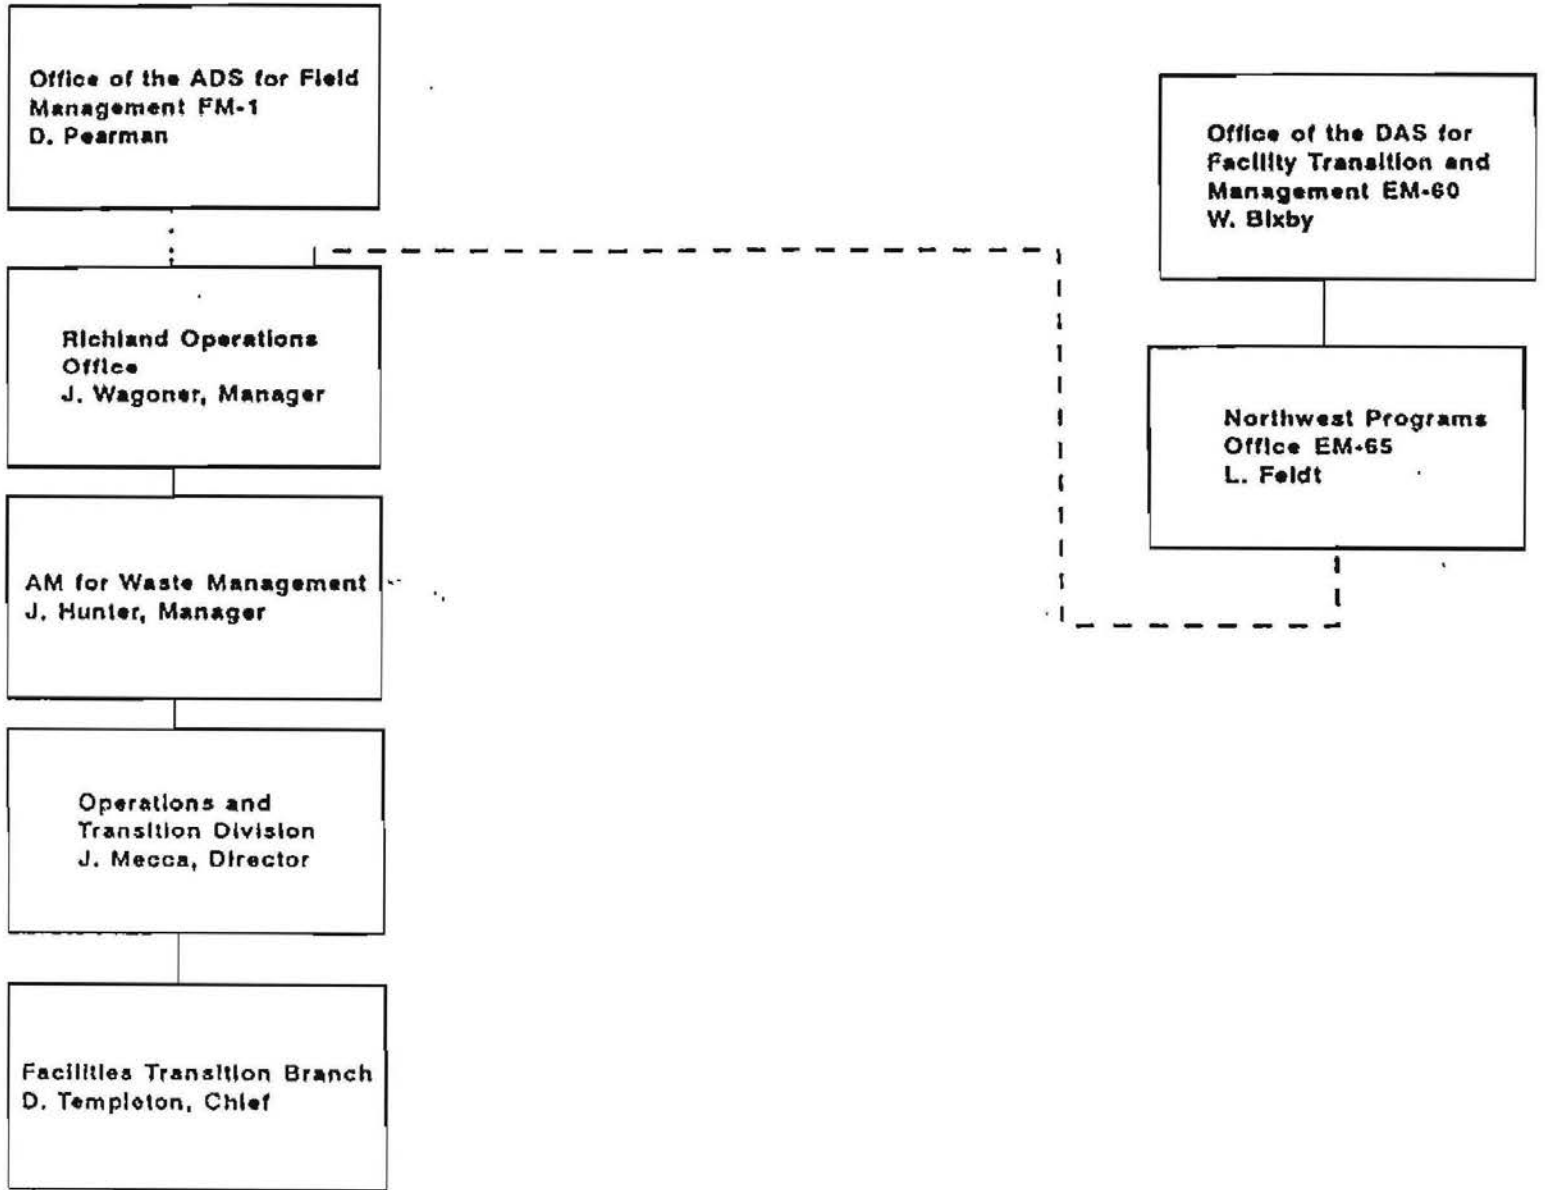 Office of the ADS for Field
Management FM-1
D. Pearman
Office of the DAS for
Facility Transition and
Management EM-60
W. Bixby
Richland Operations
Office
J. Wagoner, Manager
Northwest Programs
Office EM-65
L. Feldt
AM for Waste Management
J. Hunter, Manager
Operations and
Transition Division
J. Mecca, Director
Facilities Transition Branch
D. Templeton, Chief